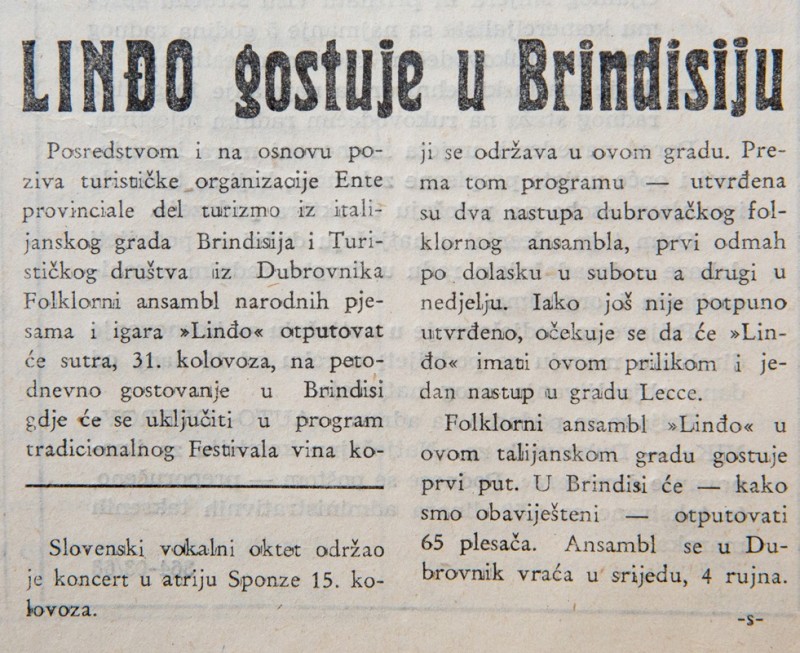 LINĐO gostuje u Brindisiju
Posredstvom i na osnovu po-
ziva turističke organizacije Ente
provinciale del turizmo iz itali-
janskog grada Brindisija i Turi-
stičkog društva iz Dubrovnika
Folklorni ansambl narodnih pje-
sama i igara »Linđo« otputovat
će sutra, 31. kolovoza, na peto-
dnevno gostovanje u Brindisi
gdje će se uključiti u program
tradicionalnog Festivala vina ko-
ji se održava u ovom gradu. Pre-
ma tom programu — utvrđena
su dva nastupa dubrovačkog fol-
klornog ansambla, prvi odmah
po dolasku u subotu a drugi u
nedjelju. Iako još nije potpuno
utvrđeno, očekuje se da će »Lin-
đo« imati ovom prilikom i je-
dan nastup u gradu Lecce.
Folklorni ansambl »Linđo« u
ovom talijanskom gradu gostuje
prvi put. U Brindisi će — kako
smo obaviješteni — otputovati
65 plesača. Ansambl se u Du-
brovnik vraća u srijedu, 4 rujna.
-s-
Slovenski vokalni oktet održao
je koncert u atriju Sponze 15. ko-
lovoza.